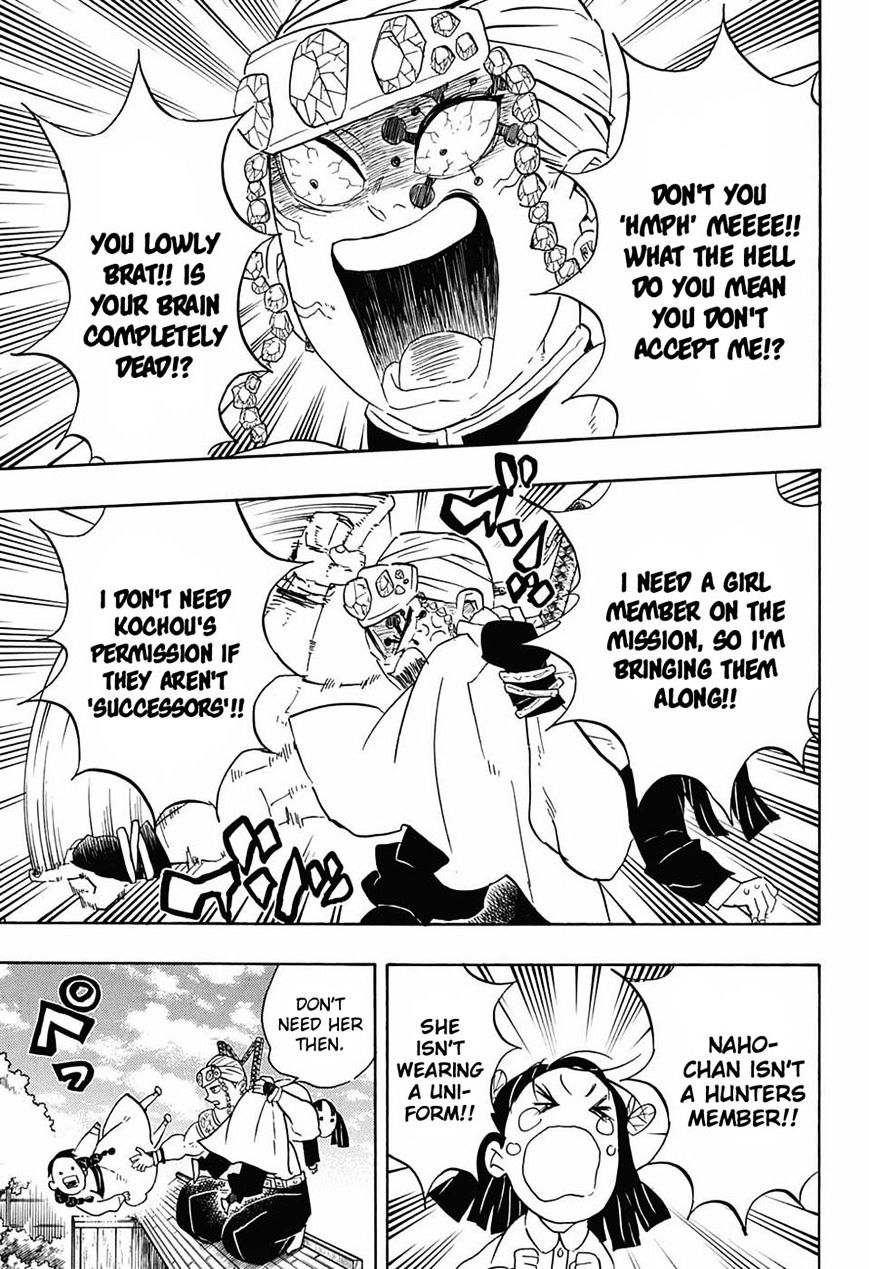 DON'T YOU
'HMPH' MEEEE!!
WHAT THE HELL
DO YOU MEAN
YOU DON'T
ACCEPT ME!?
YOU LOWLY
BRAT!! IS
YOUR BRAIN
COMPLETELY
DEAD!?
I NEED A GIRL
MEMBER ON THE
MISSION, SO I'M
BRINGING THEM
ALONG!!
I DON'T NEED
KOCHOU'S
PERMISSION IF
THEY AREN'T
'SUCCESSORS'!!
NAHO-
CHAN ISN'T
A HUNTERS
MEMBER!!
SHE
ISN'T
WEARING
A UNI-
FORM!!
DON'T
NEED HER
THEN.
ペッ